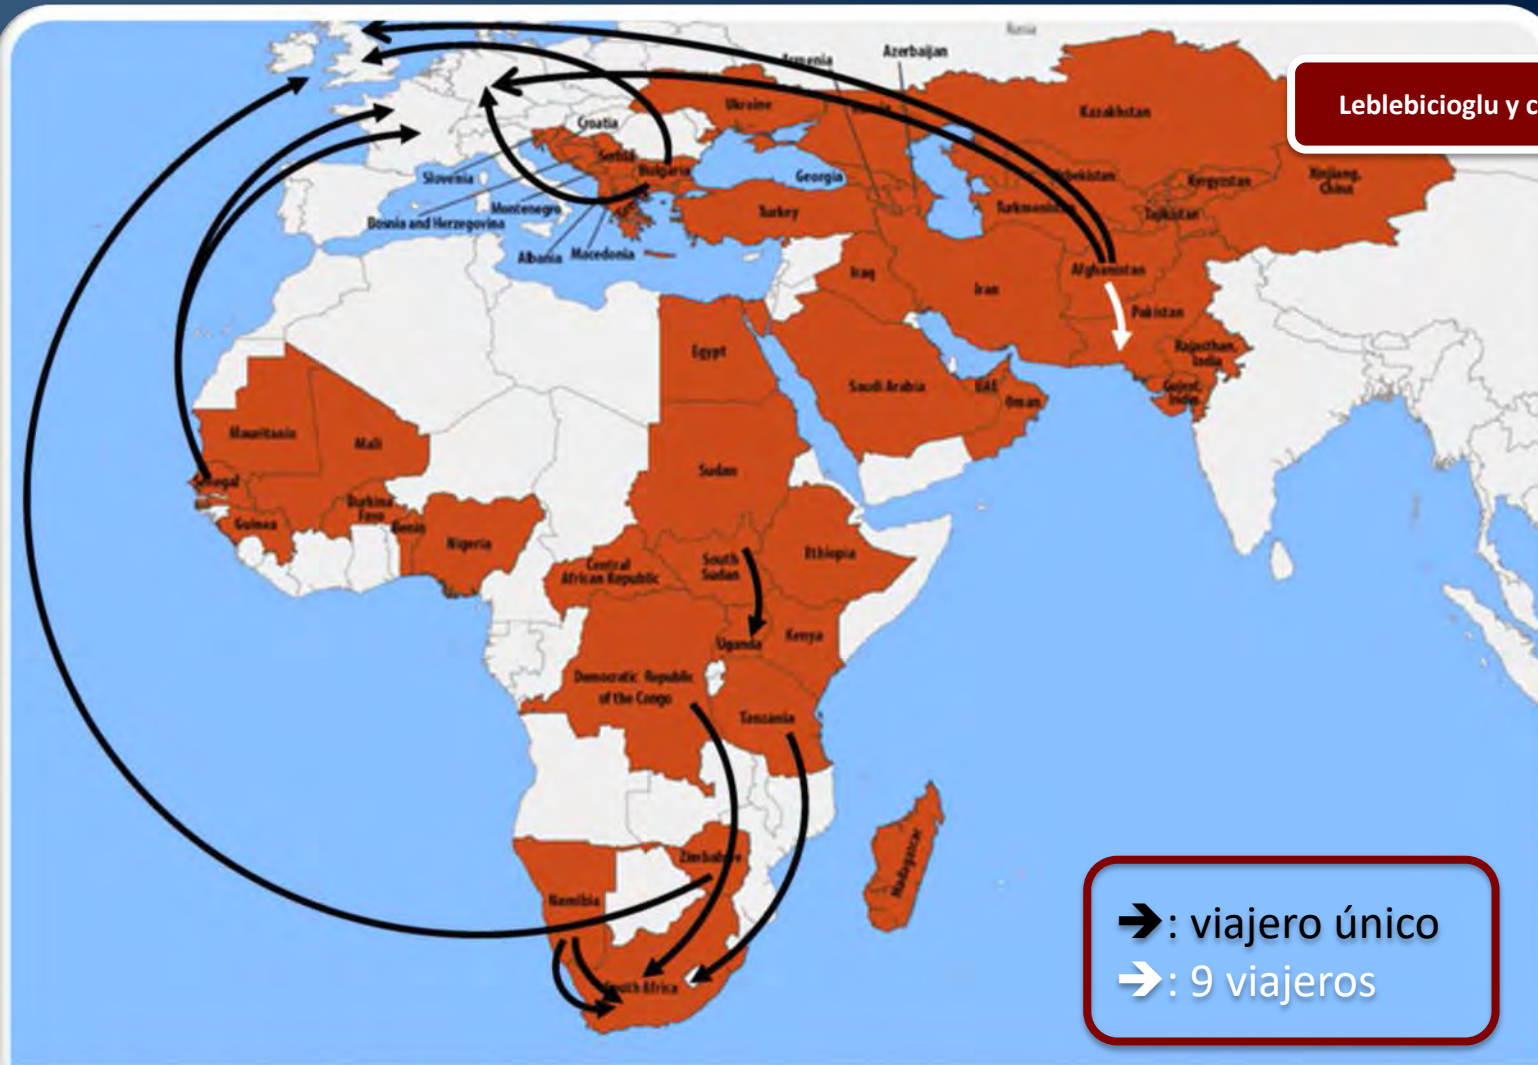 Russia
Armenia
Azerbaijan
Leblebicioglu y c
Ukraine
Kazakhstan
Croatia
Serbia
Bulgaria
Slovenia
Georgia
Uzbekistan
Kyrgyzstan
Xinjiang,
China
Turkmenistan
Tajikistan
Montenegro
Turkey
Bosnia and Herzegovina
Albania
Macedonia
Iraq
Iran
Afghanistan
Pakistan
Rajasthan,
India
Egypt
Saudi Arabia
UAE
Oman
Gujrat,
India
Mauritania
Mali
Senegal
Sudan
Burkina
Faso
Guinea
Benin
Nigeria
Central
African Republic
South
Sudan
Ethiopia
Uganda
Kenya
Democratic Republic
of the Congo
Tanzania
Zimbabwe
Madagascar
Namibia
South Africa
➔: viajero único
➔: 9 viajeros